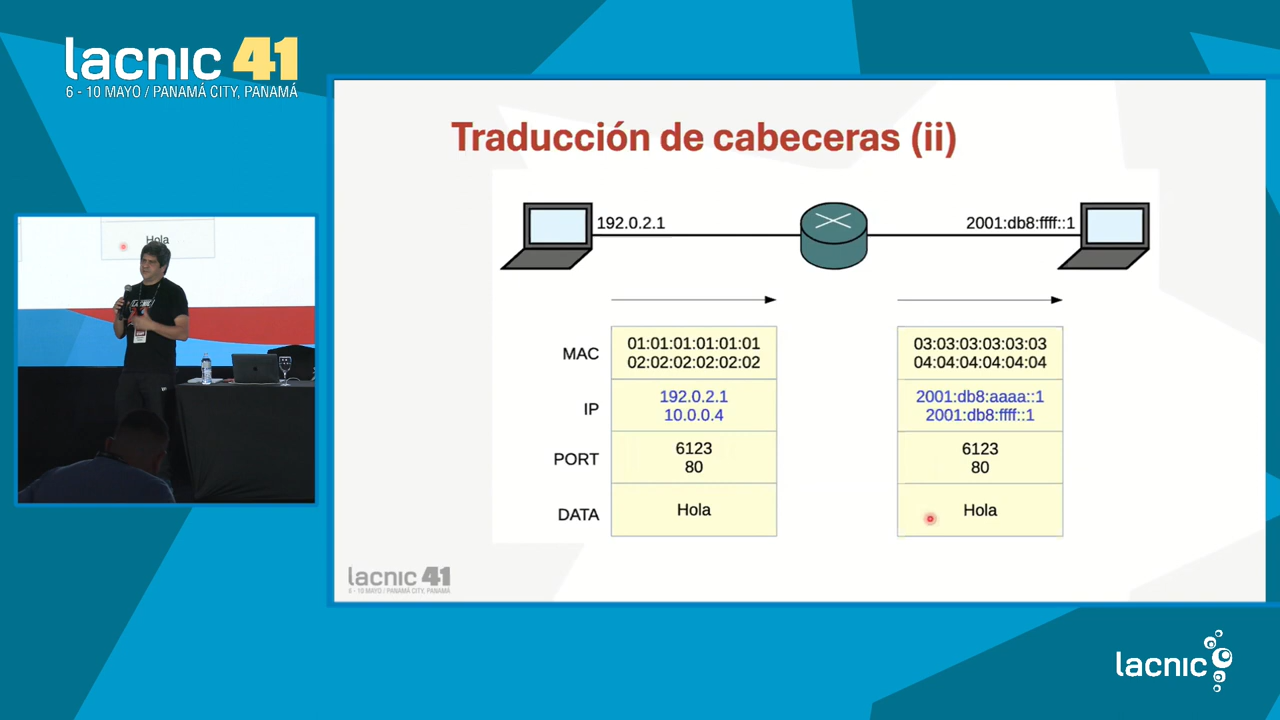 lacnic 41
6 - 10 MAYO / PANAMÁ CITY, PANAMÁ
Hola
LACNIC
Traducción de cabeceras (ii)
192.0.2.1
2001:db8:ffff::1
MAC
01:01:01:01:01:01
02:02:02:02:02:02
03:03:03:03:03:03
04:04:04:04:04:04
IP
192.0.2.1
10.0.0.4
2001:db8:aaaa::1
2001:db8:ffff::1
PORT
6123
80
6123
80
DATA
Hola
Hola
lacnic 41
6 - 10 MAYO / PANAMÁ CITY, PANAMÁ
lacnic